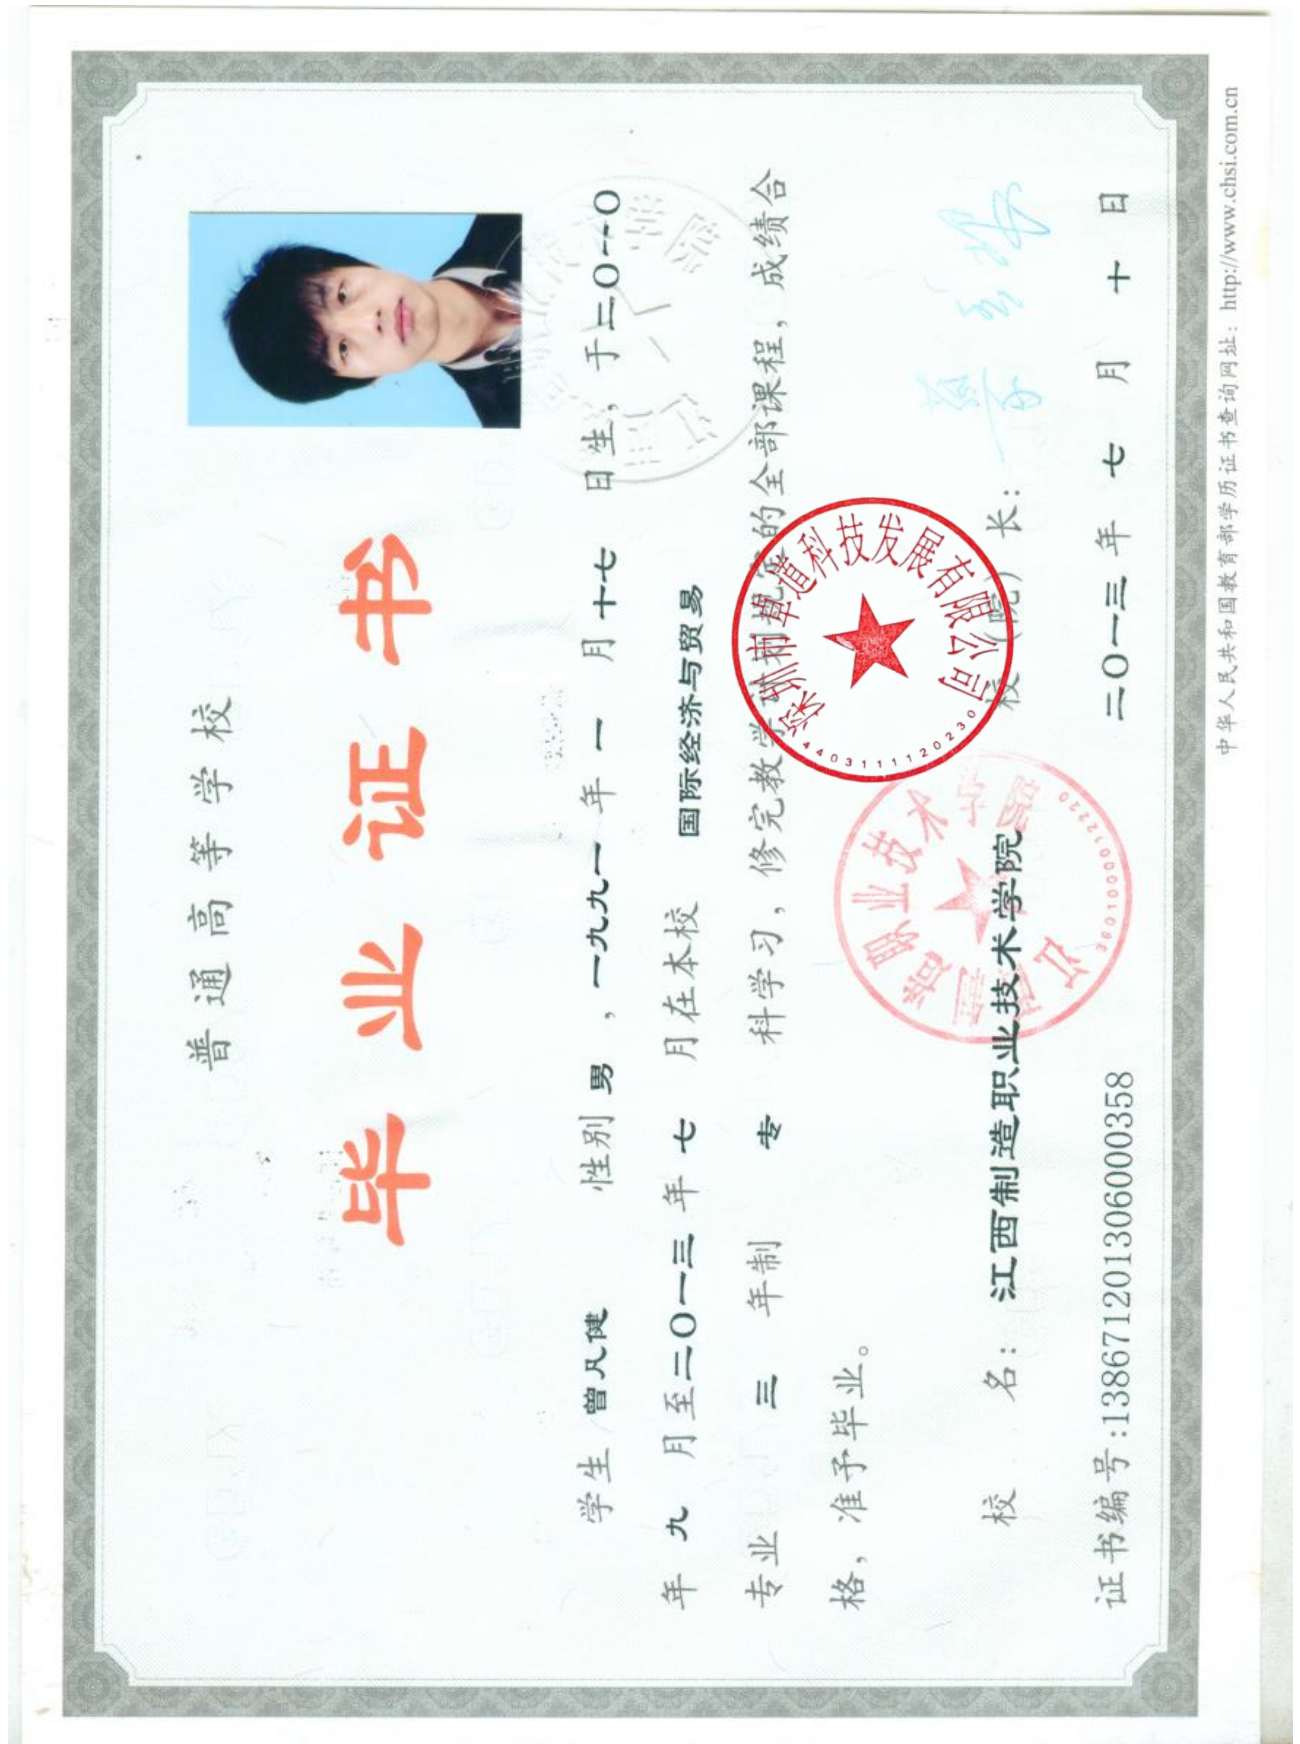 普通高等学校
毕业证书
学生 曾凡健 性别 男 ，一九九一 年 一 月 十七 日生，于二〇一〇
年 九 月至二〇一三 年 七 月在本校 国际经济与贸易
专业 三 年制 专 科学习，修完教学计划规定的全部课程，成绩合
格，准予毕业。
深圳市卓道科技发展有限公司
4403111120230
校 名： 江西制造职业技术学院 校（院）长：
江西制造职业技术学院
3601000012220
证书编号:138671201306000358 二〇一三 年 七 月 十 日
中华人民共和国教育部学历证书查询网址：http://www.chsi.com.cn